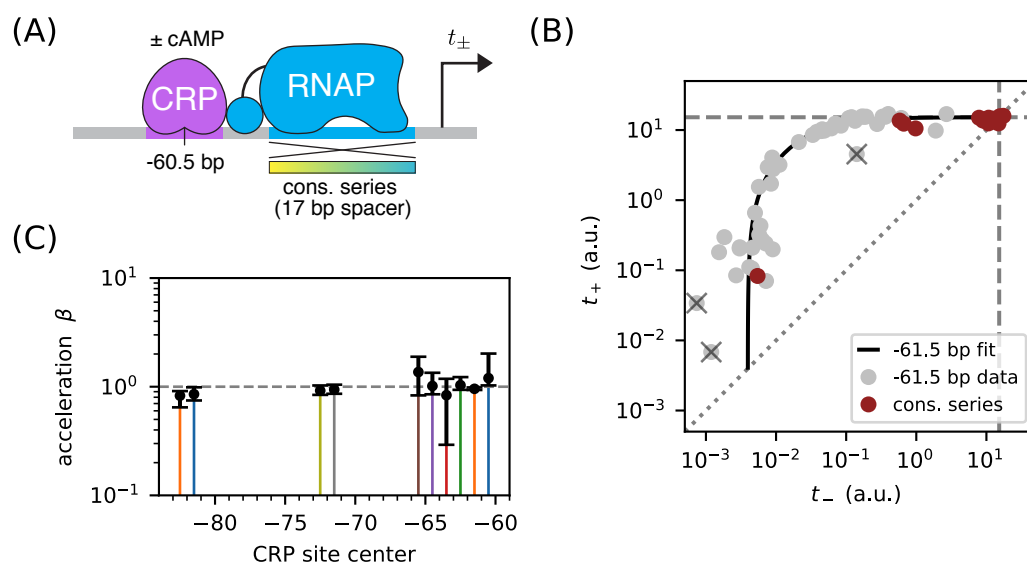 (A)
± cAMP
CRP
RNAP
t±
-60.5 bp
cons. series
(17 bp spacer)
(B)
t₊ (a.u.)
10¹
10⁰
10⁻¹
10⁻²
10⁻³
-61.5 bp fit
-61.5 bp data
cons. series
10⁻³ 10⁻² 10⁻¹ 10⁰ 10¹
t₋ (a.u.)
(C)
acceleration β
10¹
10⁰
10⁻¹
−80 −75 −70 −65 −60
CRP site center